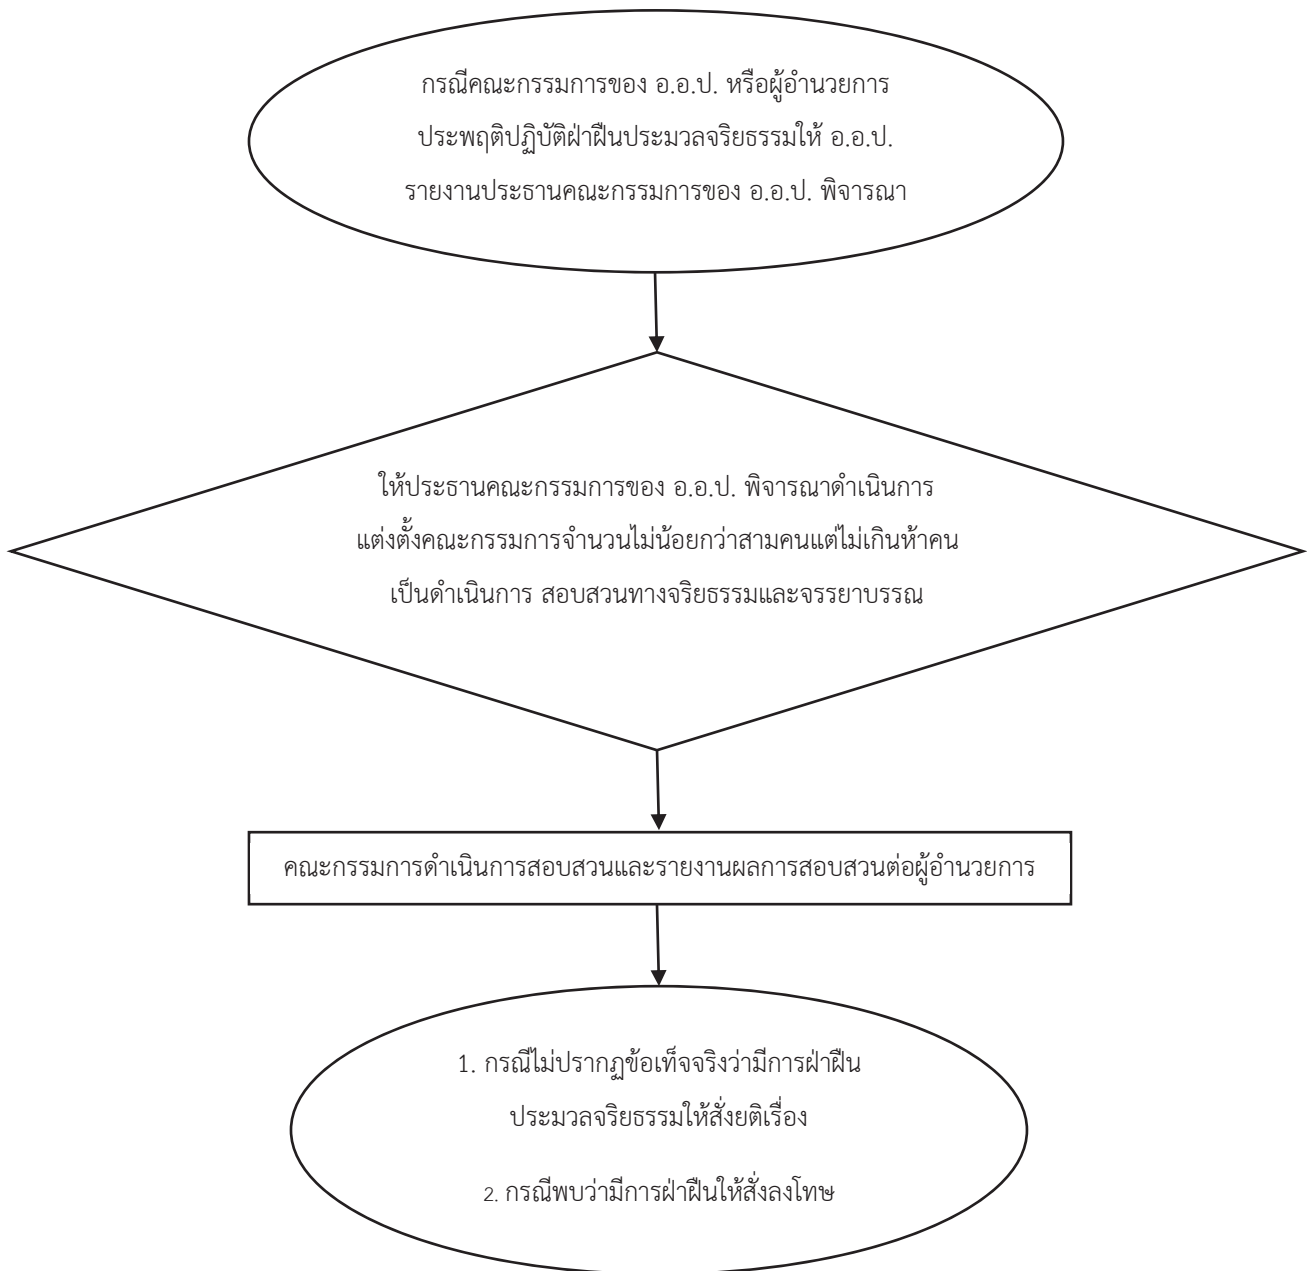 กรณีคณะกรรมการของ อ.อ.ป. หรือผู้อำนวยการ
ประพฤติปฏิบัติฝ่าฝืนประมวลจริยธรรมให้ อ.อ.ป.
รายงานประธานคณะกรรมการของ อ.อ.ป. พิจารณา
ให้ประธานคณะกรรมการของ อ.อ.ป. พิจารณาดำเนินการ
แต่งตั้งคณะกรรมการจำนวนไม่น้อยกว่าสามคนแต่ไม่เกินห้าคน
เป็นดำเนินการ สอบสวนทางจริยธรรมและจรรยาบรรณ
คณะกรรมการดำเนินการสอบสวนและรายงานผลการสอบสวนต่อผู้อำนวยการ
1. กรณีไม่ปรากฏข้อเท็จจริงว่ามีการฝ่าฝืน
ประมวลจริยธรรมให้สั่งยติเรื่อง
2. กรณีพบว่ามีการฝ่าฝืนให้สั่งลงโทษ